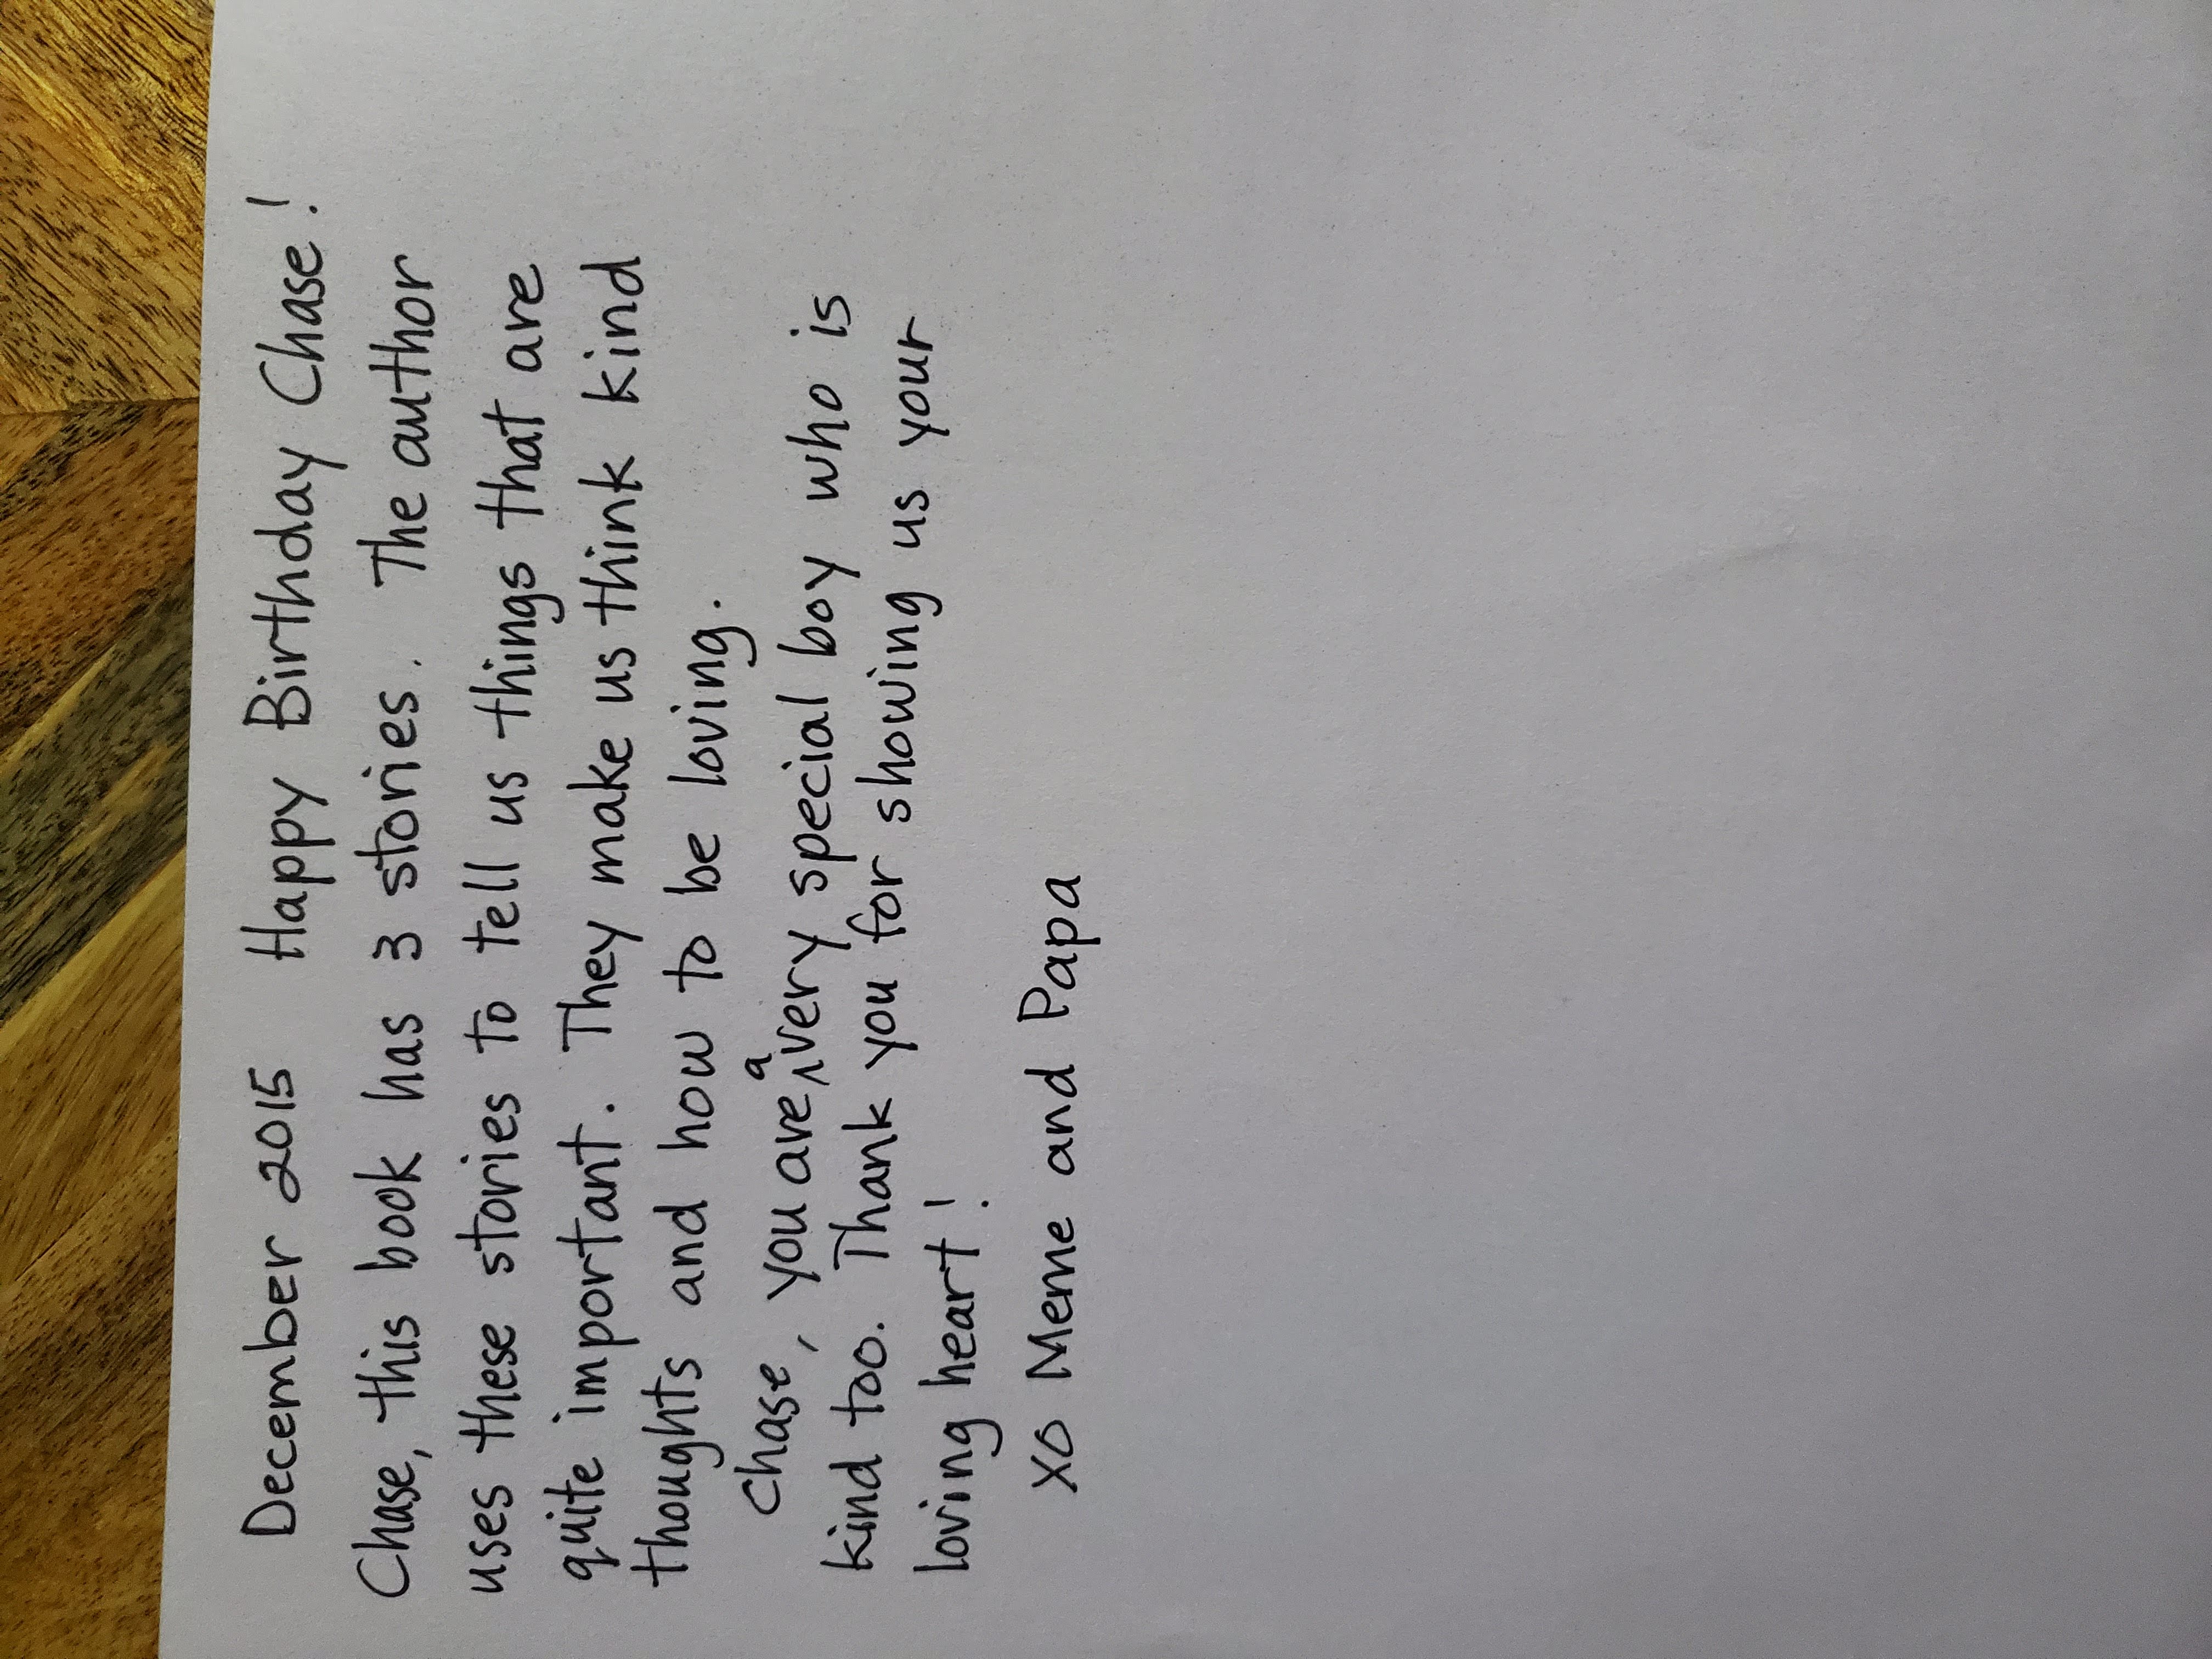 December 2015 Happy Birthday Chase!
Chase, this book has 3 stories. The author
uses these stories to tell us things that are
quite important. They make us think kind
thoughts and how to be loving.
Chase, you are a very special boy who is
kind too. Thank you for showing us your
loving heart!
XO Meme and Papa